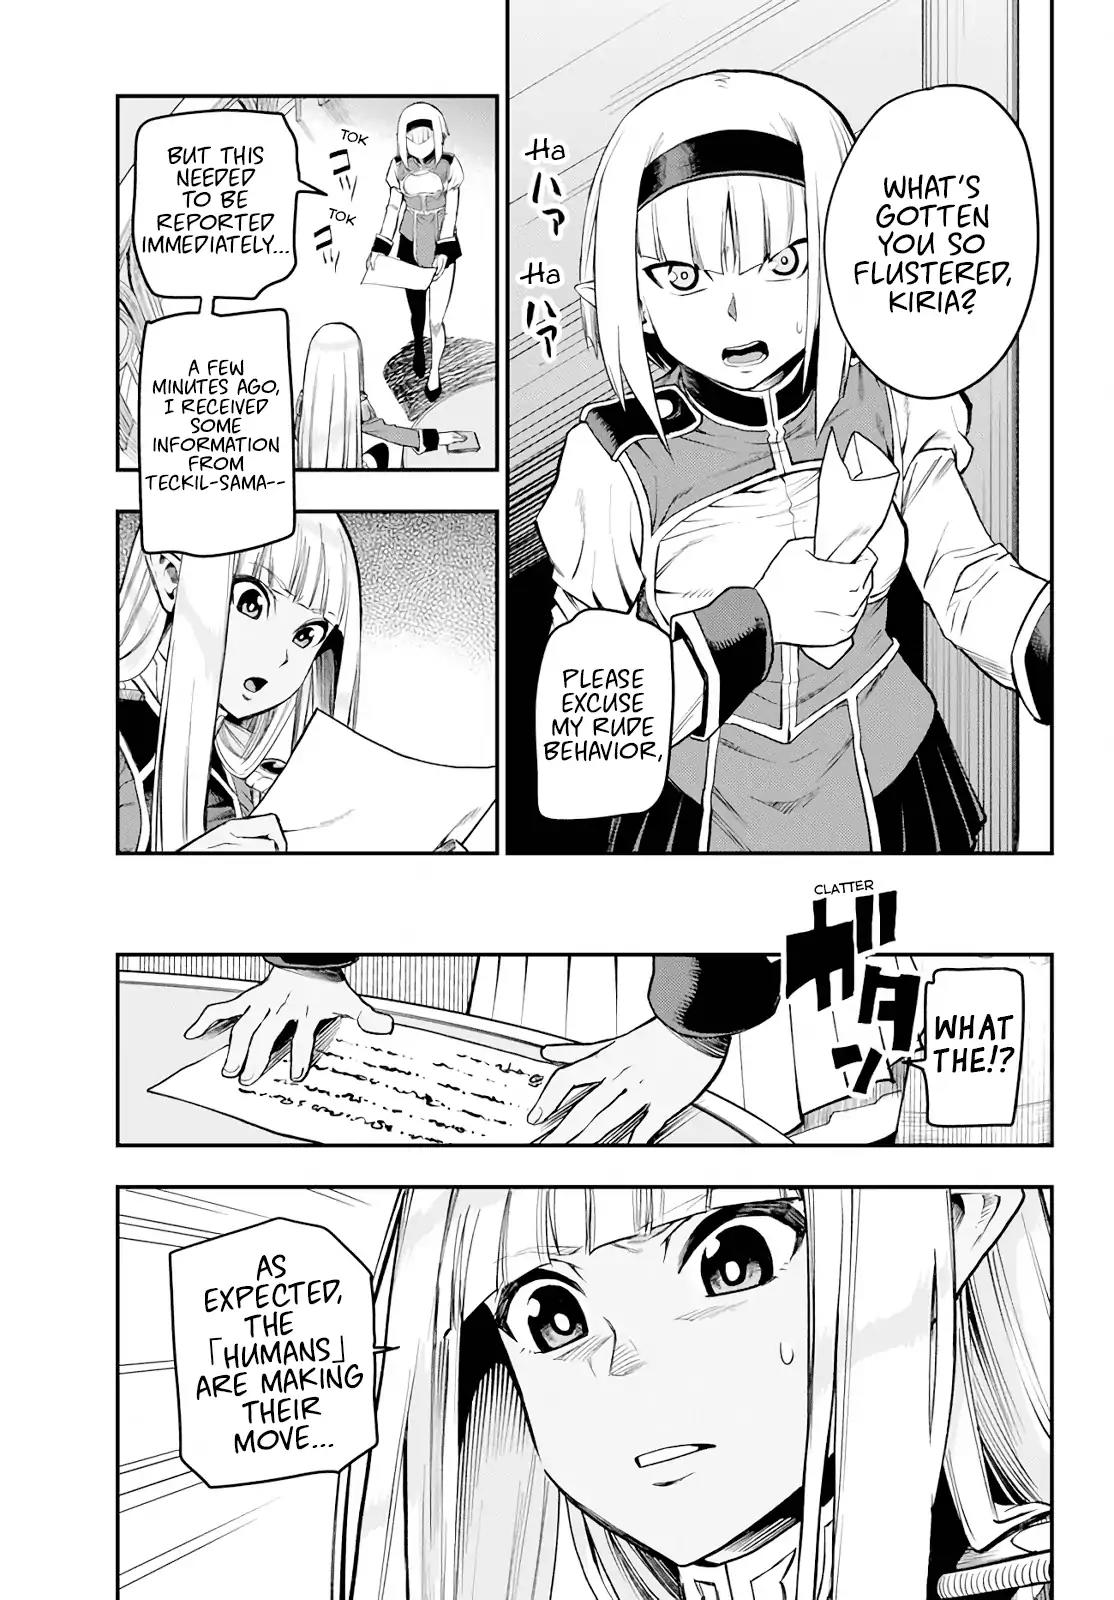 WHAT'S
GOTTEN
YOU SO
FLUSTERED,
KIRIA?
Ha
ハァ
Ha
ハァ
PLEASE
EXCUSE
MY RUDE
BEHAVIOR,
TOK
コツ
TOK
コツ
BUT THIS
NEEDED
TO BE
REPORTED
IMMEDIATELY...
A FEW
MINUTES AGO,
I RECEIVED
SOME
INFORMATION
FROM
TECKIL-SAMA--
CLATTER
ガタン
WHAT
THE!?
AS
EXPECTED,
THE
「HUMANS」
ARE MAKING
THEIR
MOVE...